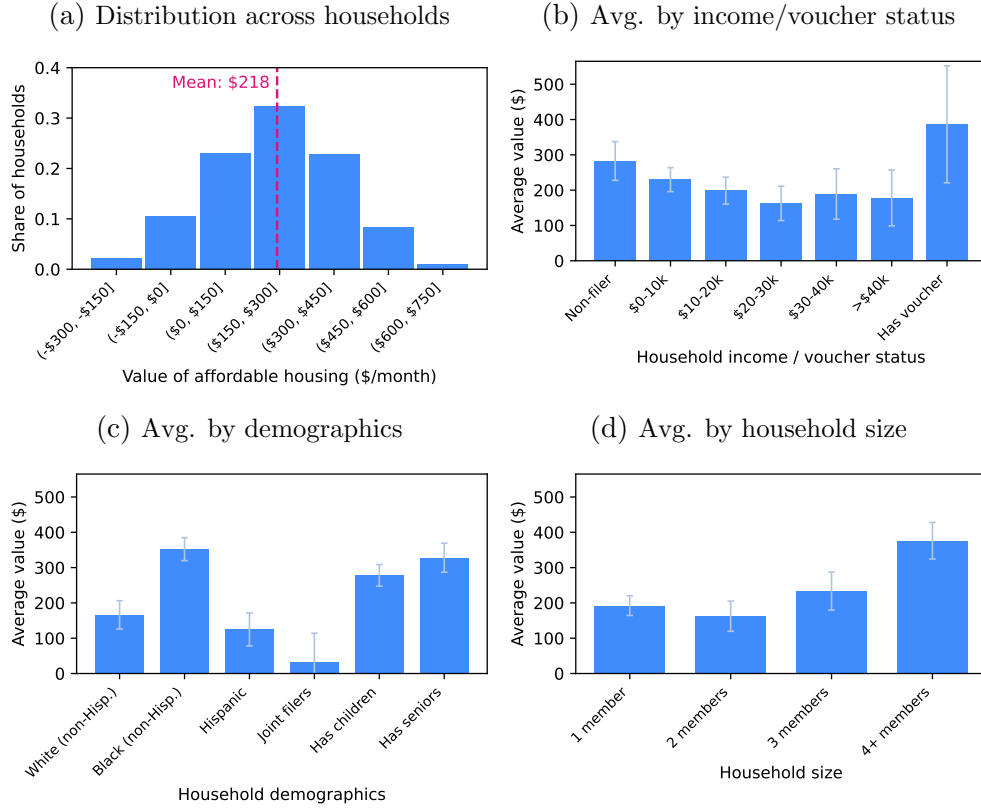 (a) Distribution across households
Mean: $218
Share of households
0.4
0.3
0.2
0.1
0.0
(-$300, -$150]
(-$150, $0]
($0, $150]
($150, $300]
($300, $450]
($450, $600]
($600, $750]
Value of affordable housing ($/month)
(b) Avg. by income/voucher status
Average value ($)
500
400
300
200
100
0
Non-filer
$0-10k
$10-20k
$20-30k
$30-40k
>$40k
Has voucher
Household income / voucher status
(c) Avg. by demographics
Average value ($)
500
400
300
200
100
0
White (non-Hisp.)
Black (non-Hisp.)
Hispanic
Joint filers
Has children
Has seniors
Household demographics
(d) Avg. by household size
Average value ($)
500
400
300
200
100
0
1 member
2 members
3 members
4+ members
Household size